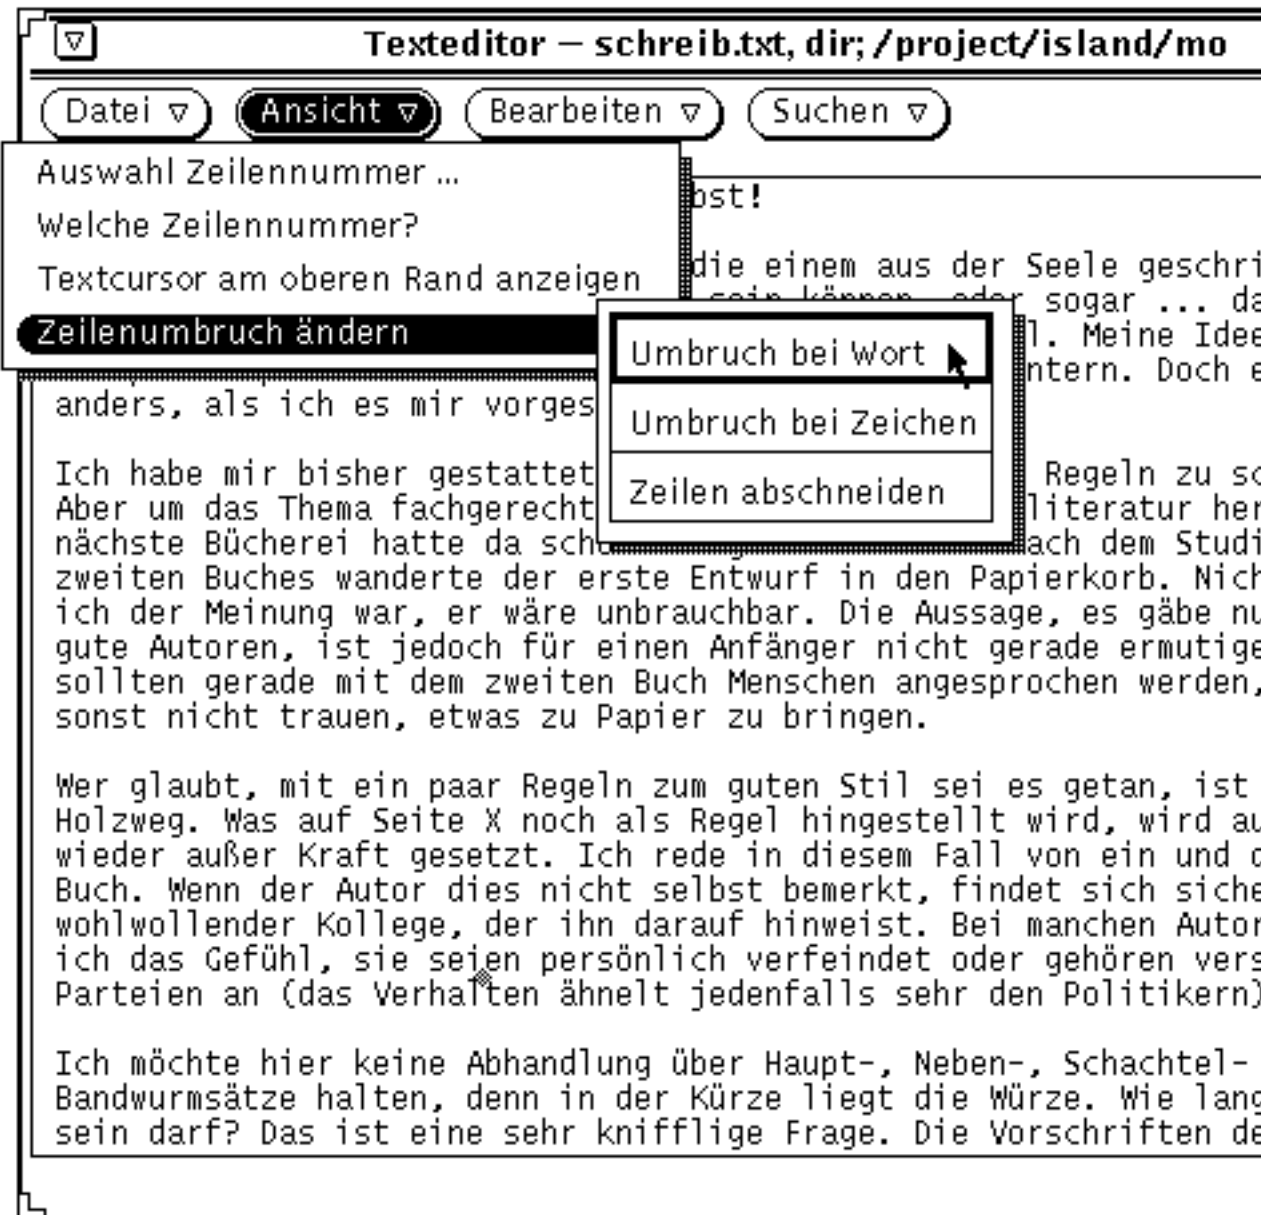 Texteditor — schreib.txt, dir; /project/island/mo
Datei Ansicht Bearbeiten Suchen
Auswahl Zeilennummer ...
Welche Zeilennummer?
Textcursor am oberen Rand anzeigen
Zeilenumbruch ändern
Umbruch bei Wort
Umbruch bei Zeichen
Zeilen abschneiden
bst!
die einem aus der Seele geschri
sein können, oder sogar ... da
l. Meine Idee
ntern. Doch e
anders, als ich es mir vorges
Ich habe mir bisher gestattet Regeln zu sc
Aber um das Thema fachgerecht literatur her
nächste Bücherei hatte da scho ach dem Studi
zweiten Buches wanderte der erste Entwurf in den Papierkorb. Nich
ich der Meinung war, er wäre unbrauchbar. Die Aussage, es gäbe nu
gute Autoren, ist jedoch für einen Anfänger nicht gerade ermutige
sollten gerade mit dem zweiten Buch Menschen angesprochen werden,
sonst nicht trauen, etwas zu Papier zu bringen.
Wer glaubt, mit ein paar Regeln zum guten Stil sei es getan, ist
Holzweg. Was auf Seite X noch als Regel hingestellt wird, wird au
wieder außer Kraft gesetzt. Ich rede in diesem Fall von ein und d
Buch. Wenn der Autor dies nicht selbst bemerkt, findet sich siche
wohlwollender Kollege, der ihn darauf hinweist. Bei manchen Autor
ich das Gefühl, sie seien persönlich verfeindet oder gehören vers
Parteien an (das Verhalten ähnelt jedenfalls sehr den Politikern)
Ich möchte hier keine Abhandlung über Haupt-, Neben-, Schachtel-
Bandwurmsätze halten, denn in der Kürze liegt die Würze. Wie lang
sein darf? Das ist eine sehr knifflige Frage. Die Vorschriften de